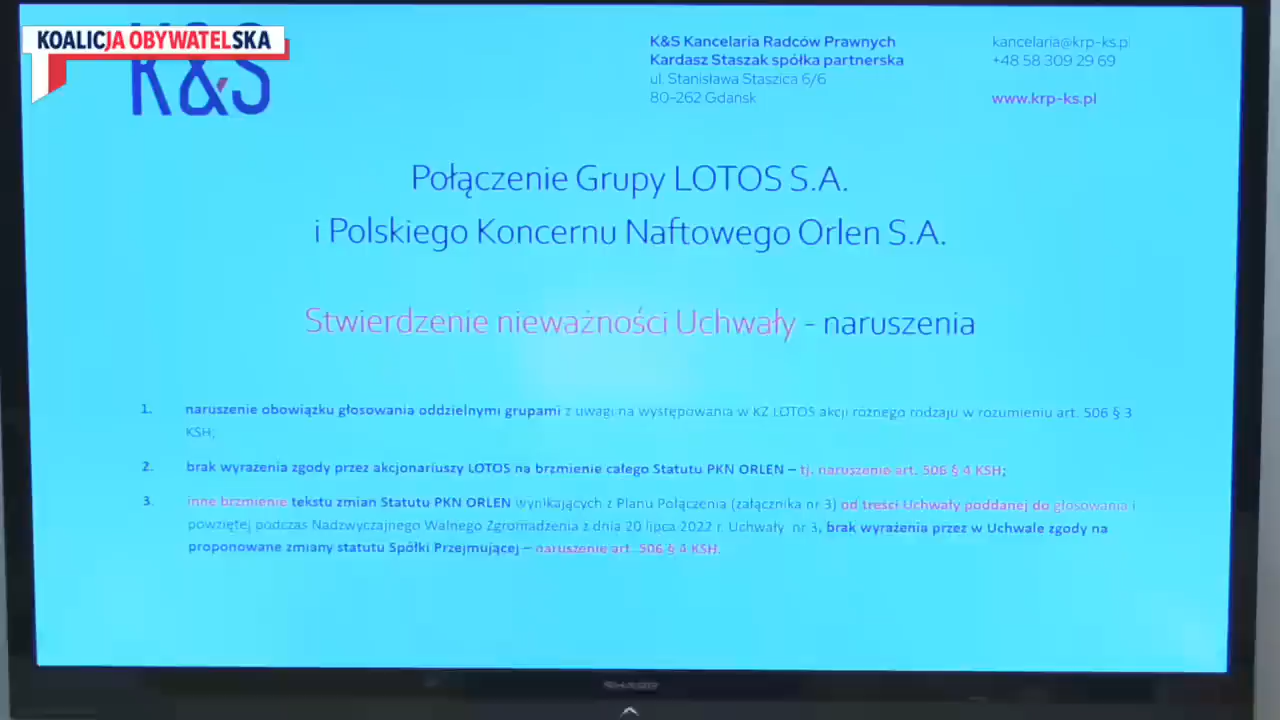 KOALICJA OBYWATELSKA
K&S
K&S Kancelaria Radców Prawnych
Kardasz Staszak spółka partnerska
ul. Stanisława Staszica 6/6
80-262 Gdańsk
kancelaria@krp-ks.pl
+48 58 309 29 69
www.krp-ks.pl
Połączenie Grupy LOTOS S.A.
i Polskiego Koncernu Naftowego Orlen S.A.
Stwierdzenie nieważności Uchwały - naruszenia
1. naruszenie obowiązku głosowania oddzielnymi grupami z uwagi na występowania w KZ LOTOS akcji różnego rodzaju w rozumieniu art. 506 § 3
KSH;
2. brak wyrażenia zgody przez akcjonariuszy LOTOS na brzmienie całego Statutu PKN ORLEN – tj. naruszenie art. 506 § 4 KSH;
3. inne brzmienie tekstu zmian Statutu PKN ORLEN wynikających z Planu Połączenia (załącznika nr 3) od treści Uchwały poddanej do głosowania i
powziętej podczas Nadzwyczajnego Walnego Zgromadzenia z dnia 20 lipca 2022 r. Uchwały nr 3, brak wyrażenia przez w Uchwale zgody na
proponowane zmiany statutu Spółki Przejmującej – naruszenie art. 506 § 4 KSH.
SHARP